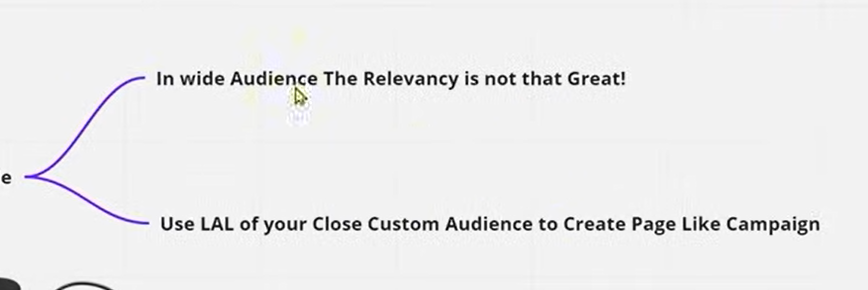 In wide Audience The Relevancy is not that Great!
e
Use LAL of your Close Custom Audience to Create Page Like Campaign